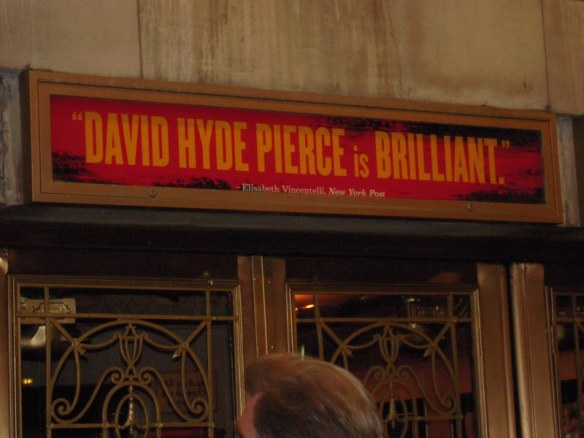 "DAVID HYDE PIERCE is BRILLIANT."
- Elisabeth Vincentelli, New York Post